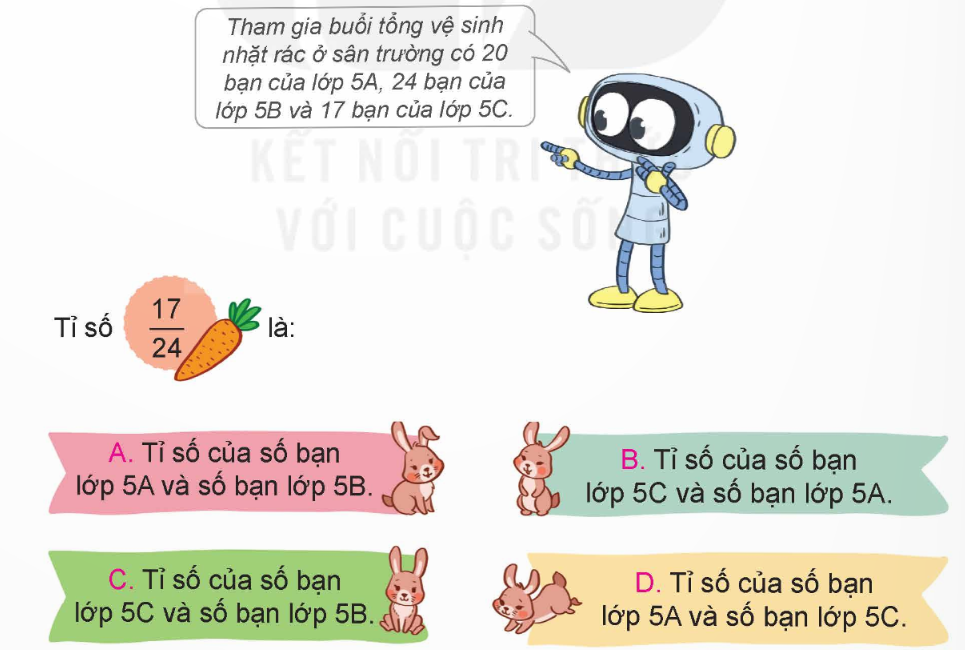 Tham gia buổi tổng vệ sinh
nhặt rác ở sân trường có 20
bạn của lớp 5A, 24 bạn của
lớp 5B và 17 bạn của lớp 5C.
KẾT NỐI TRI THỨC
VỚI CUỘC SỐNG
Tỉ số 17/24 là:
A. Tỉ số của số bạn
lớp 5A và số bạn lớp 5B.
B. Tỉ số của số bạn
lớp 5C và số bạn lớp 5A.
C. Tỉ số của số bạn
lớp 5C và số bạn lớp 5B.
D. Tỉ số của số bạn
lớp 5A và số bạn lớp 5C.